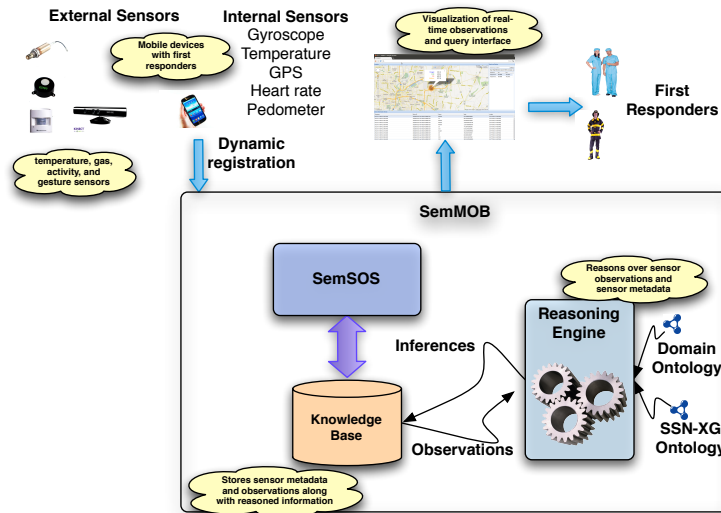 External Sensors
Internal Sensors
Gyroscope
Temperature
GPS
Heart rate
Pedometer
Mobile devices
with first
responders
Visualization of real-
time observations
and query interface
First
Responders
temperature, gas,
activity, and
gesture sensors
Dynamic
registration
SemMOB
SemSOS
Reasons over sensor
observations and
sensor metadata
Reasoning
Engine
Inferences
Domain
Ontology
Knowledge
Base
Observations
SSN-XG
Ontology
Stores sensor metadata
and observations along
with reasoned information